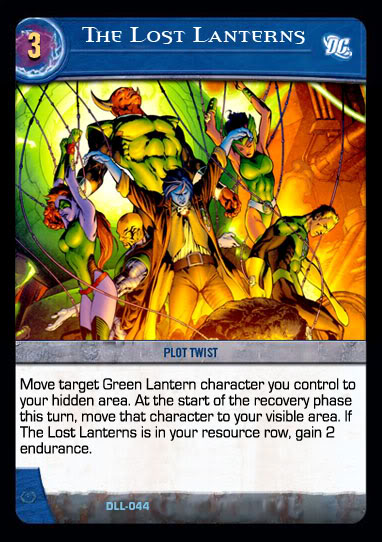 3
The Lost Lanterns
DC
PLOT TWIST
Move target Green Lantern character you control to
your hidden area. At the start of the recovery phase
this turn, move that character to your visible area. If
The Lost Lanterns is in your resource row, gain 2
endurance.
DLL-044